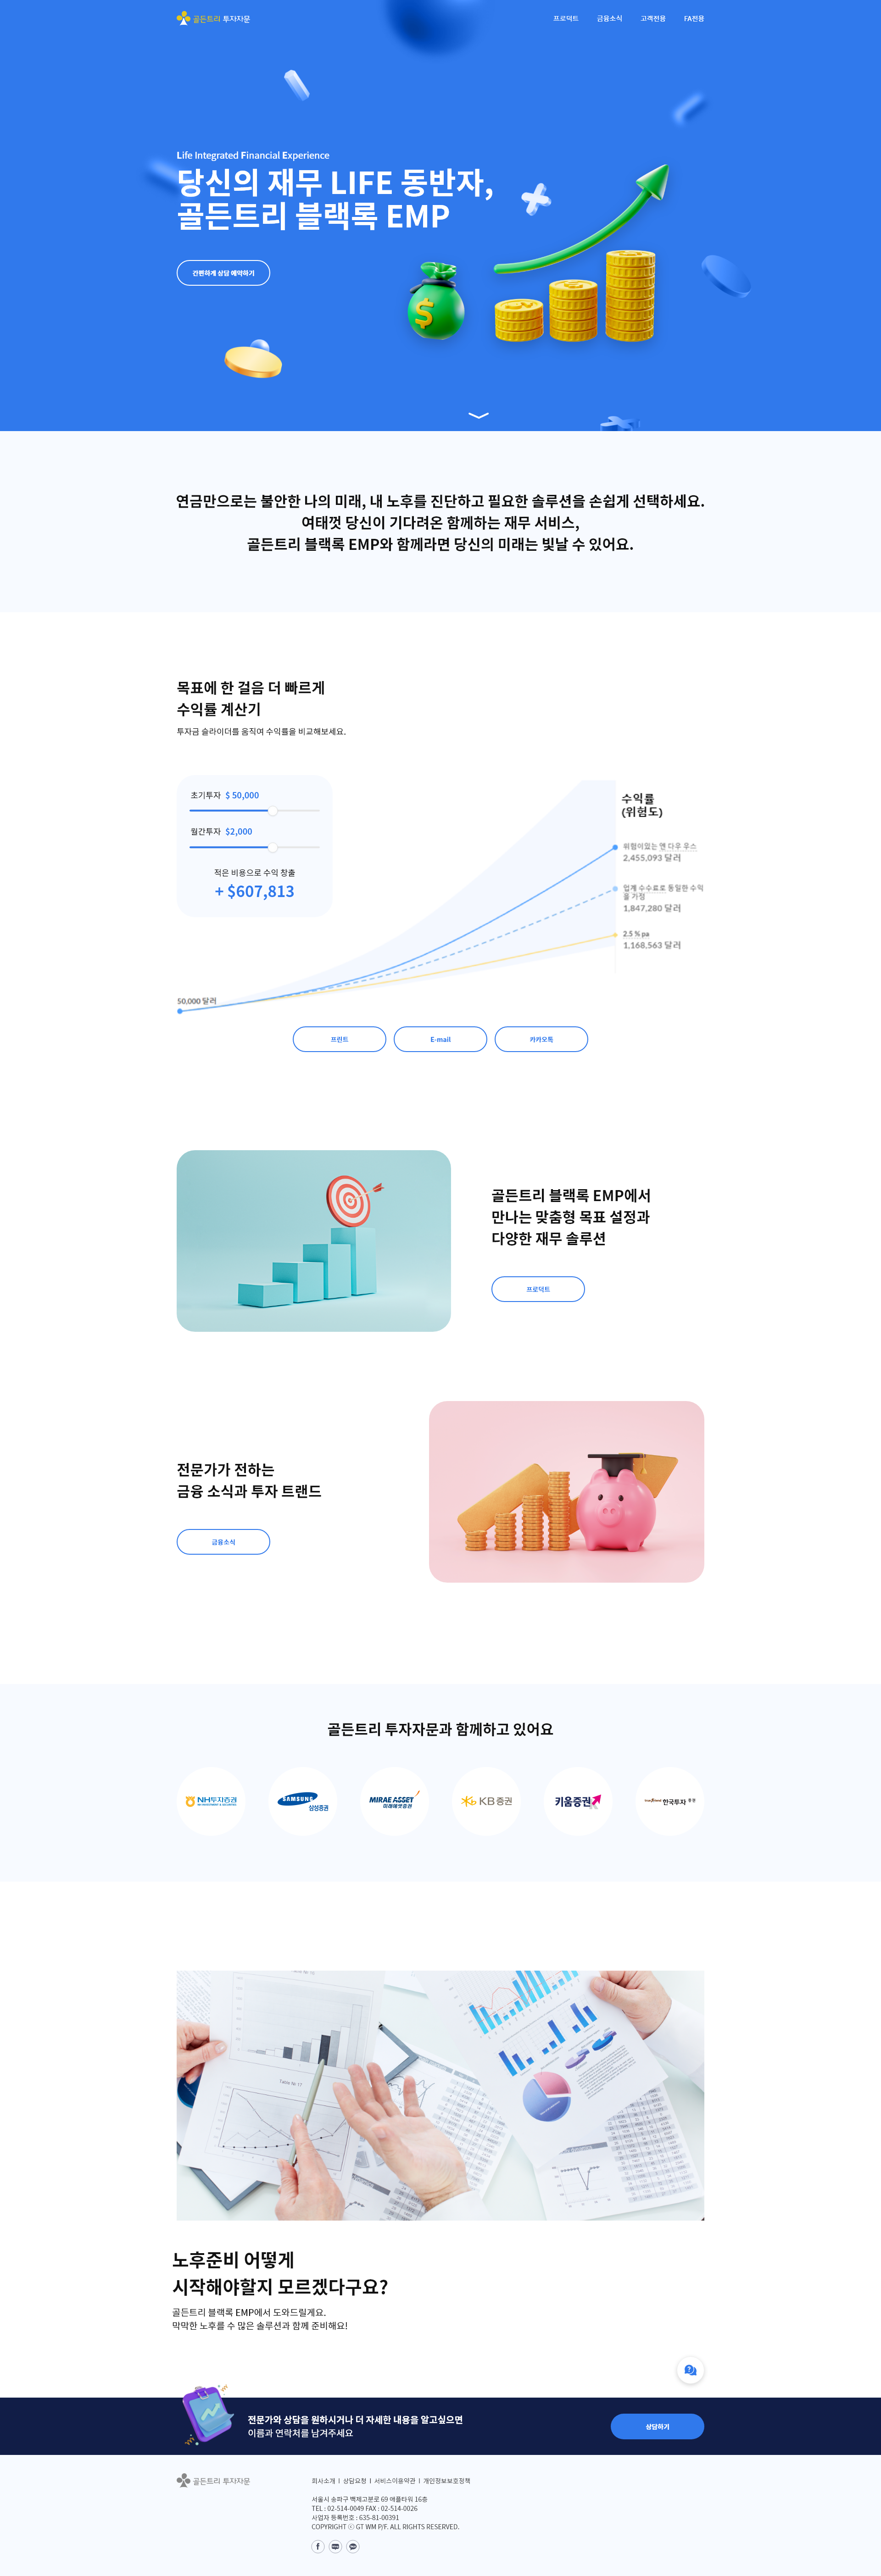 골든트리 투자자문
프로덕트
금융소식
고객전용
FA전용
Life Integrated Financial Experience
당신의 재무 LIFE 동반자,
골든트리 블랙록 EMP
간편하게 상담 예약하기
연금만으로는 불안한 나의 미래, 내 노후를 진단하고 필요한 솔루션을 손쉽게 선택하세요.
여태껏 당신이 기다려온 함께하는 재무 서비스,
골든트리 블랙록 EMP와 함께라면 당신의 미래는 빛날 수 있어요.
목표에 한 걸음 더 빠르게
수익률 계산기
투자금 슬라이더를 움직여 수익률을 비교해보세요.
초기투자 $ 50,000
월간투자 $2,000
적은 비용으로 수익 창출
+ $607,813
수익률
(위험도)
위험이있는 엔 다우 우스
2,455,093 달러
업계 수수료로 동일한 수익
률 가정
1,847,280 달러
2.5 % pa
1,168,563 달러
50,000 달러
프린트
E-mail
카카오톡
골든트리 블랙록 EMP에서
만나는 맞춤형 목표 설정과
다양한 재무 솔루션
프로덕트
전문가가 전하는
금융 소식과 투자 트랜드
금융소식
골든트리 투자자문과 함께하고 있어요
NH투자증권
SAMSUNG
삼성증권
MIRAE ASSET
미래에셋증권
KB증권
키움증권
한국투자증권
노후준비 어떻게
시작해야할지 모르겠다구요?
골든트리 블랙록 EMP에서 도와드릴게요.
막막한 노후를 수 많은 솔루션과 함께 준비해요!
전문가와 상담을 원하시거나 더 자세한 내용을 알고싶으면
이름과 연락처를 남겨주세요
상담하기
골든트리 투자자문
회사소개 | 상담요청 | 서비스이용약관 | 개인정보보호정책
서울시 송파구 백제고분로 69 애플타워 16층
TEL : 02-514-0049 FAX : 02-514-0026
사업자 등록번호 : 635-81-00391
COPYRIGHT ⓒ GT WM P/F. ALL RIGHTS RESERVED.